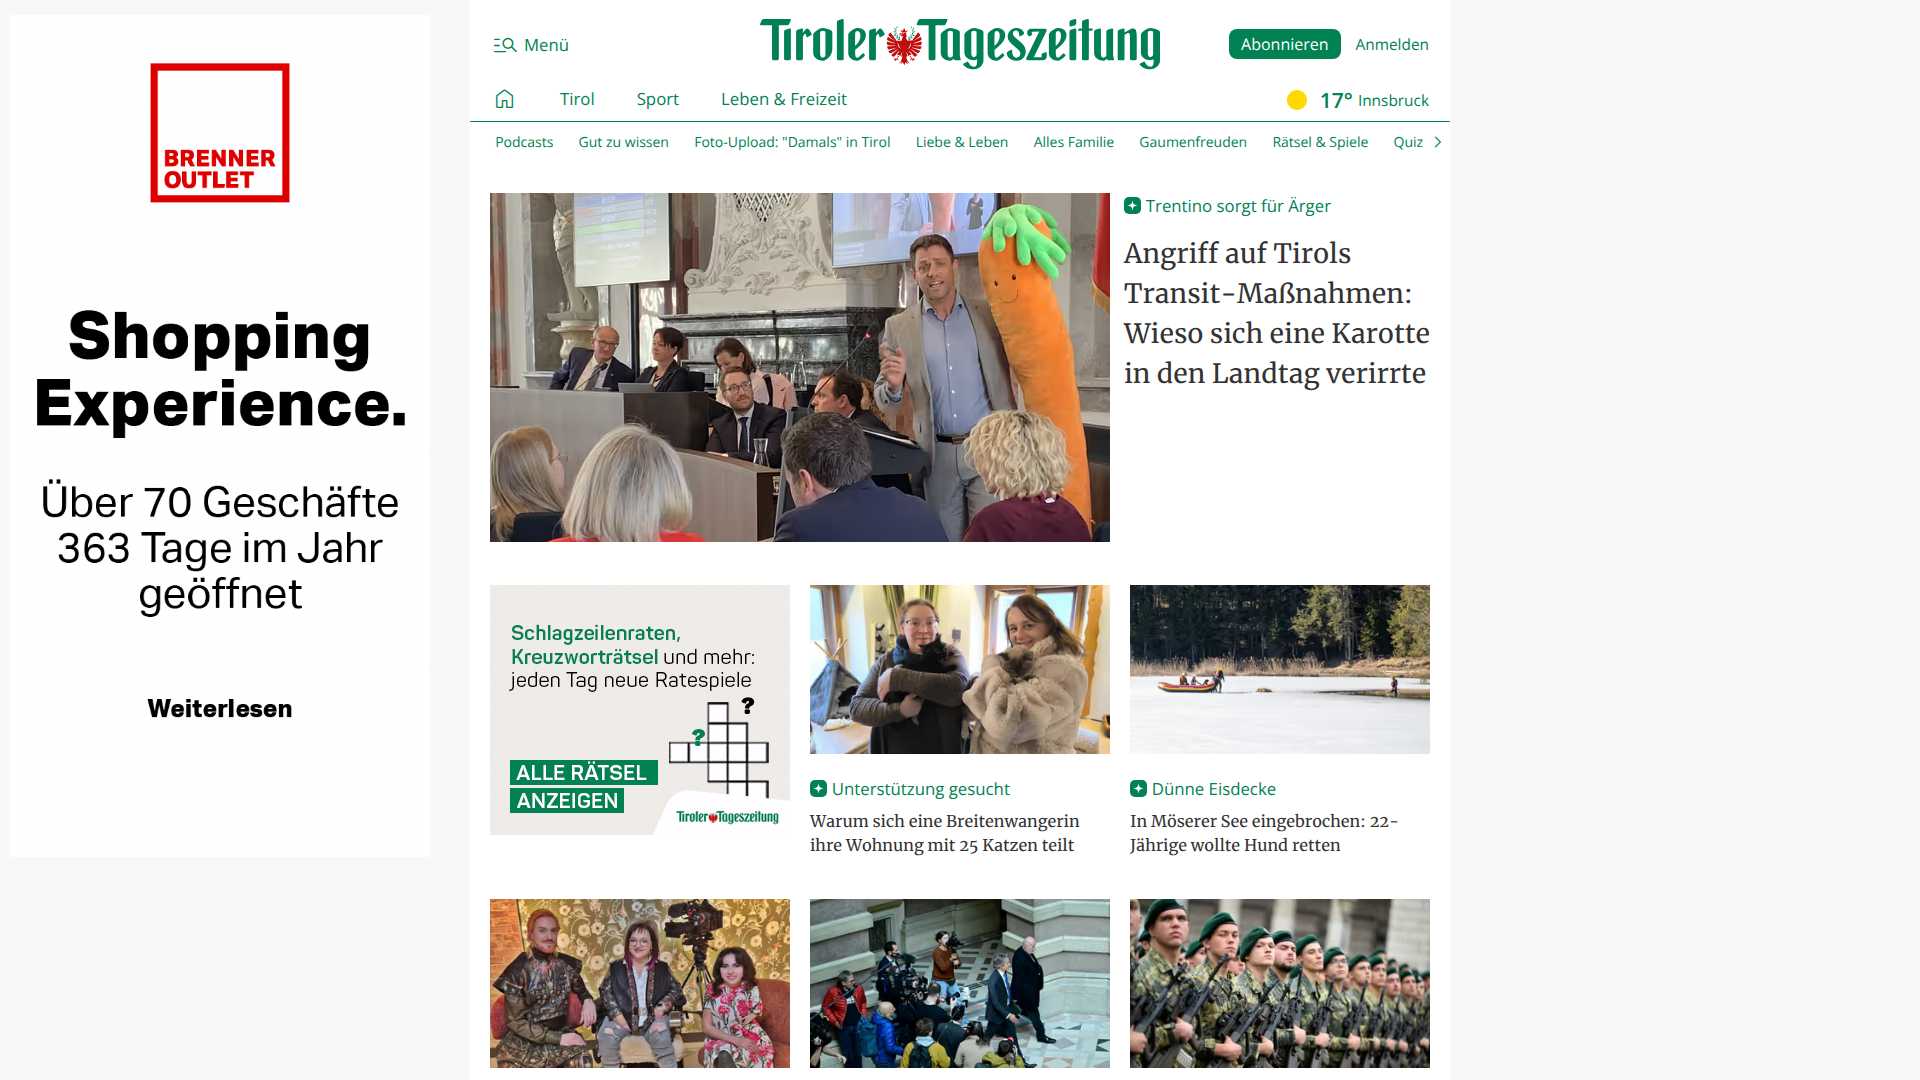 BRENNER
OUTLET
Shopping
Experience.
Über 70 Geschäfte
363 Tage im Jahr
geöffnet
Weiterlesen
Menü
Tiroler Tageszeitung
Abonnieren
Anmelden
Tirol
Sport
Leben & Freizeit
17° Innsbruck
Podcasts
Gut zu wissen
Foto-Upload: "Damals" in Tirol
Liebe & Leben
Alles Familie
Gaumenfreuden
Rätsel & Spiele
Quiz
Trentino sorgt für Ärger
Angriff auf Tirols
Transit-Maßnahmen:
Wieso sich eine Karotte
in den Landtag verirrte
Schlagzeilenraten,
Kreuzworträtsel und mehr:
jeden Tag neue Ratespiele
?
?
ALLE RÄTSEL
ANZEIGEN
Tiroler Tageszeitung
Unterstützung gesucht
Warum sich eine Breitenwangerin
ihre Wohnung mit 25 Katzen teilt
Dünne Eisdecke
In Möserer See eingebrochen: 22-
Jährige wollte Hund retten